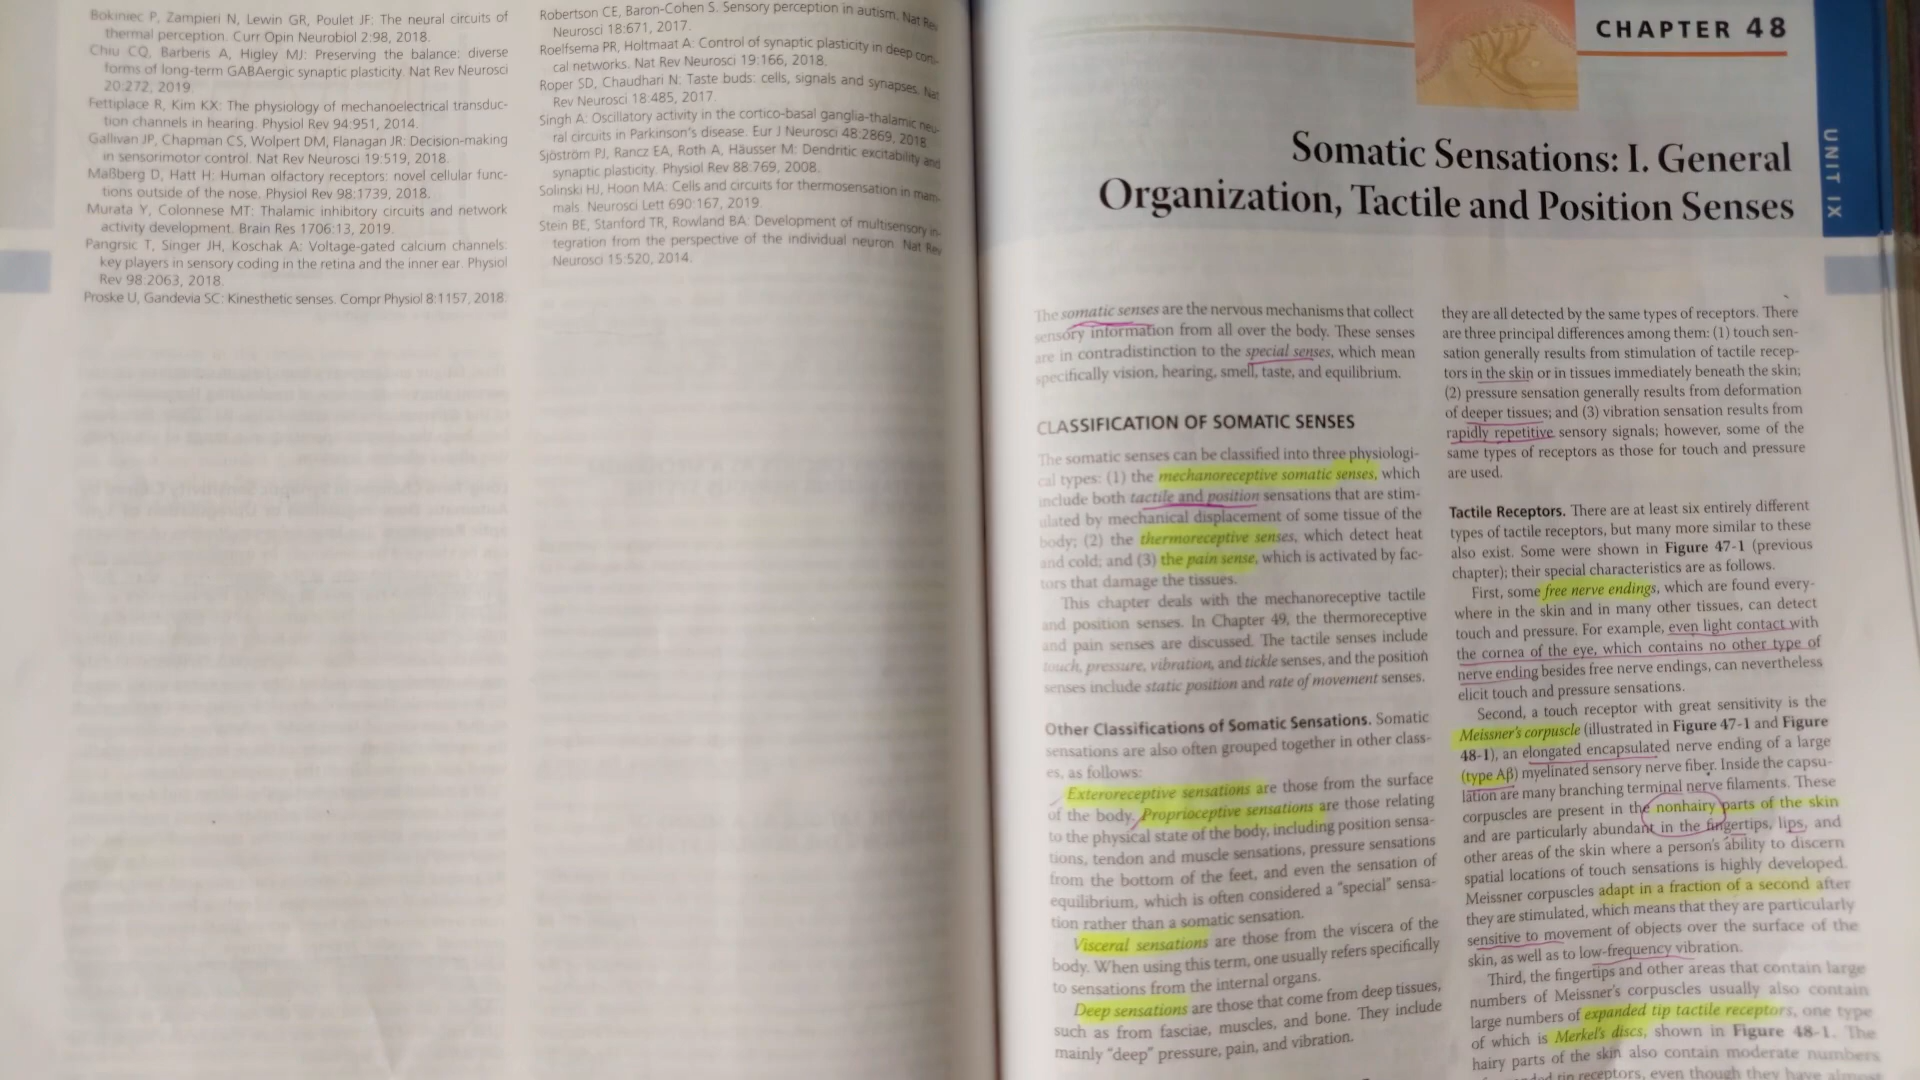 Bokiniec P, Zampieri N, Lewin GR, Poulet JF: The neural circuits of
thermal perception. Curr Opin Neurobiol 2:98, 2018.
Chiu CQ, Barberis A, Higley MJ: Preserving the balance: diverse
forms of long-term GABAergic synaptic plasticity. Nat Rev Neurosci
20:272, 2019.
Fettiplace R, Kim KX: The physiology of mechanoelectrical transduc-
tion channels in hearing. Physiol Rev 94:951, 2014.
Gallivan JP, Chapman CS, Wolpert DM, Flanagan JR: Decision-making
in sensorimotor control. Nat Rev Neurosci 19:519, 2018.
Maßberg D, Hatt H: Human olfactory receptors: novel cellular func-
tions outside of the nose. Physiol Rev 98:1739, 2018.
Murata Y, Colonnese MT: Thalamic inhibitory circuits and network
activity development. Brain Res 1706:13, 2019.
Pangrsic T, Singer JH, Koschak A: Voltage-gated calcium channels:
key players in sensory coding in the retina and the inner ear. Physiol
Rev 98:2063, 2018.
Proske U, Gandevia SC: Kinesthetic senses. Compr Physiol 8:1157, 2018.
Robertson CE, Baron-Cohen S. Sensory perception in autism. Nat Rev
Neurosci 18:671, 2017.
Roelfsema PR, Holtmaat A: Control of synaptic plasticity in deep corti-
cal networks. Nat Rev Neurosci 19:166, 2018.
Roper SD, Chaudhari N: Taste buds: cells, signals and synapses. Nat
Rev Neurosci 18:485, 2017.
Singh A: Oscillatory activity in the cortico-basal ganglia-thalamic neu-
ral circuits in Parkinson's disease. Eur J Neurosci 48:2869, 2018
Sjöström PJ, Rancz EA, Roth A, Häusser M: Dendritic excitability and
synaptic plasticity. Physiol Rev 88:769, 2008.
Solinski HJ, Hoon MA: Cells and circuits for thermosensation in mam-
mals. Neurosci Lett 690:167, 2019.
Stein BE, Stanford TR, Rowland BA: Development of multisensory in-
tegration from the perspective of the individual neuron. Nat Rev
Neurosci 15:520, 2014.
CHAPTER 48
UNIT IX
Somatic Sensations: I. General
Organization, Tactile and Position Senses
The somatic senses are the nervous mechanisms that collect
sensory information from all over the body. These senses
are in contradistinction to the special senses, which mean
specifically vision, hearing, smell, taste, and equilibrium.
CLASSIFICATION OF SOMATIC SENSES
The somatic senses can be classified into three physiologi-
cal types: (1) the mechanoreceptive somatic senses, which
include both tactile and position sensations that are stim-
ulated by mechanical displacement of some tissue of the
body; (2) the thermoreceptive senses, which detect heat
and cold; and (3) the pain sense, which is activated by fac-
tors that damage the tissues.
This chapter deals with the mechanoreceptive tactile
and position senses. In Chapter 49, the thermoreceptive
and pain senses are discussed. The tactile senses include
touch, pressure, vibration, and tickle senses, and the position
senses include static position and rate of movement senses.
Other Classifications of Somatic Sensations. Somatic
sensations are also often grouped together in other class-
es, as follows:
Exteroreceptive sensations are those from the surface
of the body. Proprioceptive sensations are those relating
to the physical state of the body, including position sensa-
tions, tendon and muscle sensations, pressure sensations
from the bottom of the feet, and even the sensation of
equilibrium, which is often considered a "special" sensa-
tion rather than a somatic sensation.
Visceral sensations are those from the viscera of the
body. When using this term, one usually refers specifically
to sensations from the internal organs.
Deep sensations are those that come from deep tissues,
such as from fasciae, muscles, and bone. They include
mainly "deep" pressure, pain, and vibration.
they are all detected by the same types of receptors. There
are three principal differences among them: (1) touch sen-
sation generally results from stimulation of tactile recep-
tors in the skin or in tissues immediately beneath the skin;
(2) pressure sensation generally results from deformation
of deeper tissues; and (3) vibration sensation results from
rapidly repetitive sensory signals; however, some of the
same types of receptors as those for touch and pressure
are used.
Tactile Receptors. There are at least six entirely different
types of tactile receptors, but many more similar to these
also exist. Some were shown in Figure 47-1 (previous
chapter); their special characteristics are as follows.
First, some free nerve endings, which are found every-
where in the skin and in many other tissues, can detect
touch and pressure. For example, even light contact with
the cornea of the eye, which contains no other type of
nerve ending besides free nerve endings, can nevertheless
elicit touch and pressure sensations.
Second, a touch receptor with great sensitivity is the
Meissner's corpuscle (illustrated in Figure 47-1 and Figure
48-1), an elongated encapsulated nerve ending of a large
(type Aβ) myelinated sensory nerve fiber. Inside the capsu-
lation are many branching terminal nerve filaments. These
corpuscles are present in the nonhairy parts of the skin
and are particularly abundant in the fingertips, lips, and
other areas of the skin where a person's ability to discern
spatial locations of touch sensations is highly developed.
Meissner corpuscles adapt in a fraction of a second after
they are stimulated, which means that they are particularly
sensitive to movement of objects over the surface of the
skin, as well as to low-frequency vibration.
Third, the fingertips and other areas that contain large
numbers of Meissner's corpuscles usually also contain
large numbers of expanded tip tactile receptors, one type
of which is Merkel's discs, shown in Figure 48-1. The
hairy parts of the skin also contain moderate numbers
tip receptors, even though they have almost